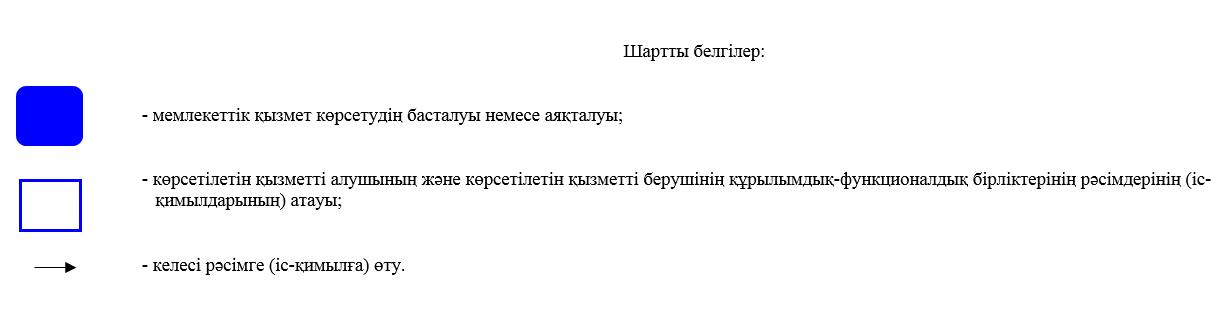 Шартты белгілер:
- мемлекеттік қызмет көрсетудің басталуы немесе аяқталуы;
- көрсетілетін қызметті алушының және көрсетілетін қызметті берушінің құрылымдық-функционалдық бірліктерінің рәсімдерінің (іс-
қимылдарының) атауы;
- келесі рәсімге (іс-қимылға) өту.